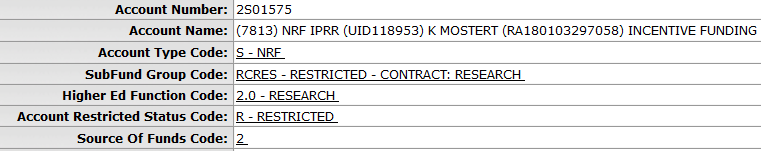 Account Number: 2S01575
Account Name: (7813) NRF IPRR (UID118953) K MOSTERT (RA180103297058) INCENTIVE FUNDING
Account Type Code: S - NRF
SubFund Group Code: RCRES - RESTRICTED - CONTRACT: RESEARCH
Higher Ed Function Code: 2.0 - RESEARCH
Account Restricted Status Code: R - RESTRICTED
Source Of Funds Code: 2